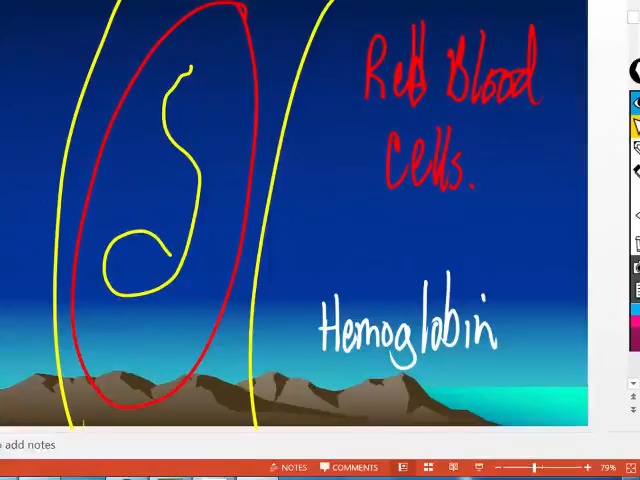 Red Blood
Cells.
Hemoglobin
o add notes
NOTES COMMENTS 79%